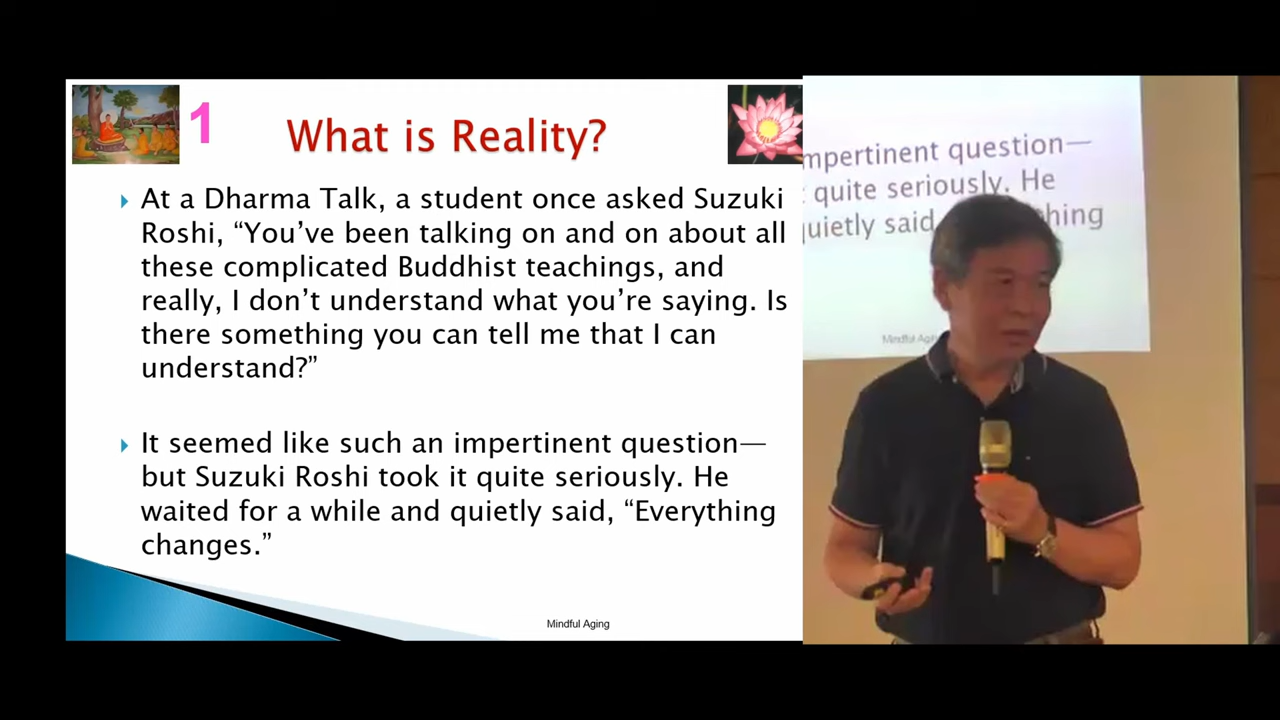 1
What is Reality?
At a Dharma Talk, a student once asked Suzuki
Roshi, “You’ve been talking on and on about all
these complicated Buddhist teachings, and
really, I don’t understand what you’re saying. Is
there something you can tell me that I can
understand?”
It seemed like such an impertinent question—
but Suzuki Roshi took it quite seriously. He
waited for a while and quietly said, “Everything
changes.”
Mindful Aging
mpertinent question—
quite seriously. He
uietly said, hing
Mindful Agin